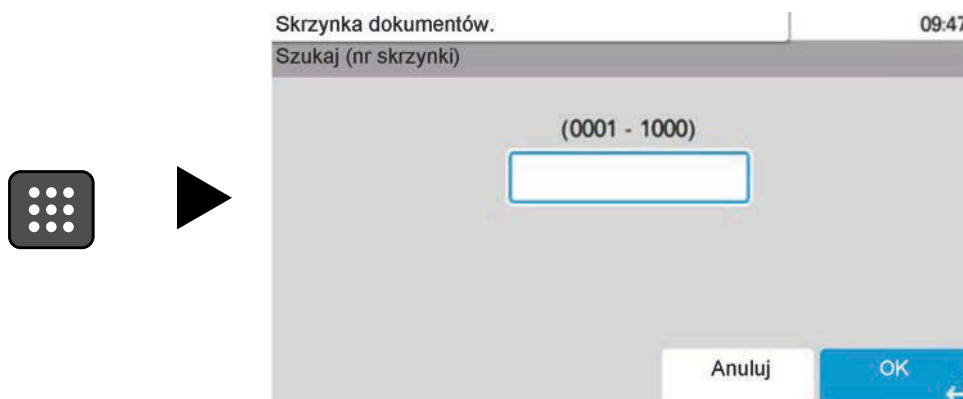 Skrzynka dokumentów. 09:47
Szukaj (nr skrzynki)
(0001 - 1000)
Anuluj OK